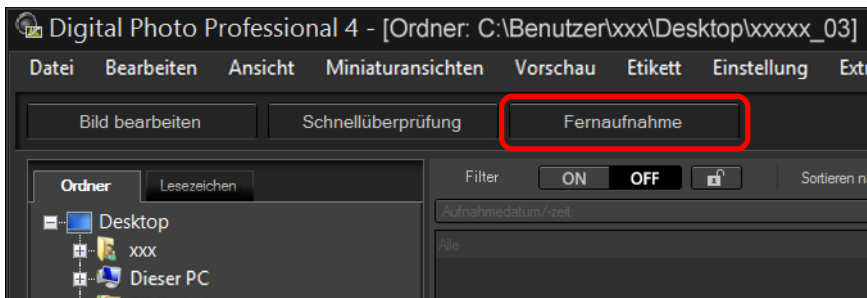 Digital Photo Professional 4 - [Ordner: C:\Benutzer\xxx\Desktop\xxxxx_03]
Datei Bearbeiten Ansicht Miniaturansichten Vorschau Etikett Einstellung
Bild bearbeiten Schnellüberprüfung Fernaufnahme
Ordner Lesezeichen Filter ON OFF Sortieren
Aufnahmedatum/-zeit
Desktop
Alle
xxx
Dieser PC